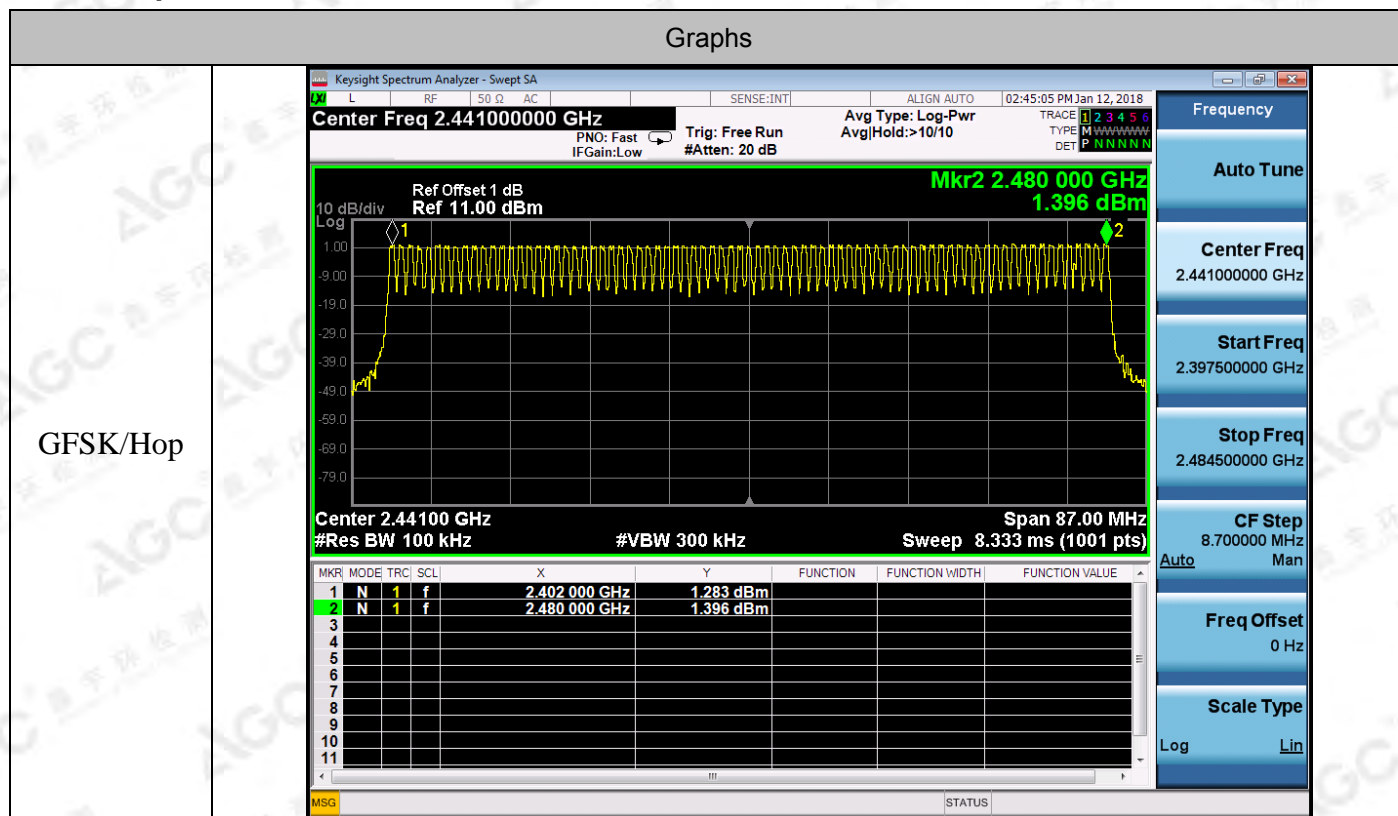 Graphs
GFSK/Hop
Keysight Spectrum Analyzer - Swept SA
LXI L RF 50 Ω AC SENSE:INT ALIGN AUTO 02:45:05 PM Jan 12, 2018
Center Freq 2.441000000 GHz
PNO: Fast
IFGain:Low
Trig: Free Run
#Atten: 20 dB
Avg Type: Log-Pwr
Avg|Hold:>10/10
TRACE 1 2 3 4 5 6
TYPE M WWWWW
DET P N N N N N
Mkr2 2.480 000 GHz
1.396 dBm
Ref Offset 1 dB
10 dB/div Ref 11.00 dBm
Log
1
2
1.00
-9.00
-19.0
-29.0
-39.0
-49.0
-59.0
-69.0
-79.0
Center 2.44100 GHz Span 87.00 MHz
#Res BW 100 kHz #VBW 300 kHz Sweep 8.333 ms (1001 pts)
MKR MODE TRC SCL X Y FUNCTION FUNCTION WIDTH FUNCTION VALUE
1 N 1 f 2.402 000 GHz 1.283 dBm
2 N 1 f 2.480 000 GHz 1.396 dBm
3
4
5
6
7
8
9
10
11
MSG STATUS
Frequency
Auto Tune
Center Freq
2.441000000 GHz
Start Freq
2.397500000 GHz
Stop Freq
2.484500000 GHz
CF Step
8.700000 MHz
Auto Man
Freq Offset
0 Hz
Scale Type
Log Lin
AGC